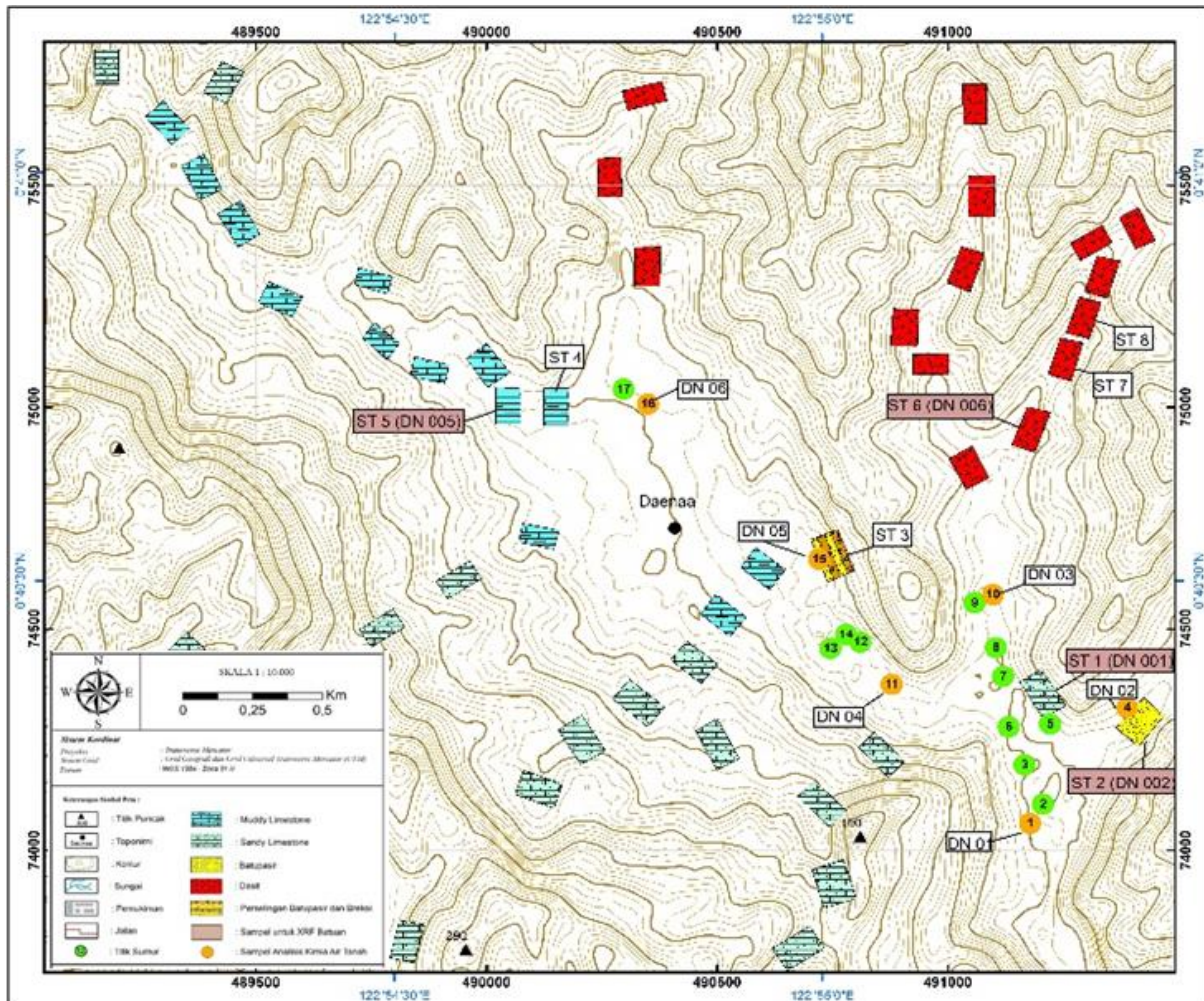 122°54'30"E 122°55'0"E
489500 490000 490500 491000
75500 75500
ST 8
ST 4
ST 7
17 DN 06
16
75000 75000
ST 5 (DN 005) ST 6 (DN 006)
Daenaa
DN 05 ST 3
15
0°40'30"N 0°40'30"N
DN 03
10
9
74500 74500
14
12
13
8
ST 1 (DN 001)
7
DN 02
11
4
DN 04
6 5
ST 2 (DN 002)
3
2
1
DN 01
74000 74000
N
W E
S
SKALA 1 : 10.000
0 0,25 0,5 Km
: Titik Puncak
: Toponimi
: Kontur
: Sungai
: Pemukiman
: Jalan
: Titik Sumur
: Muddy Limestone
: Sandy Limestone
: Batupasir
: Dasit
: Perselingan Batupasir dan Breksi
: Sampel untuk XRF Batuan
: Sampel Analisis Kimia Air Tanah
489500 490000 490500 491000
122°54'30"E 122°55'0"E